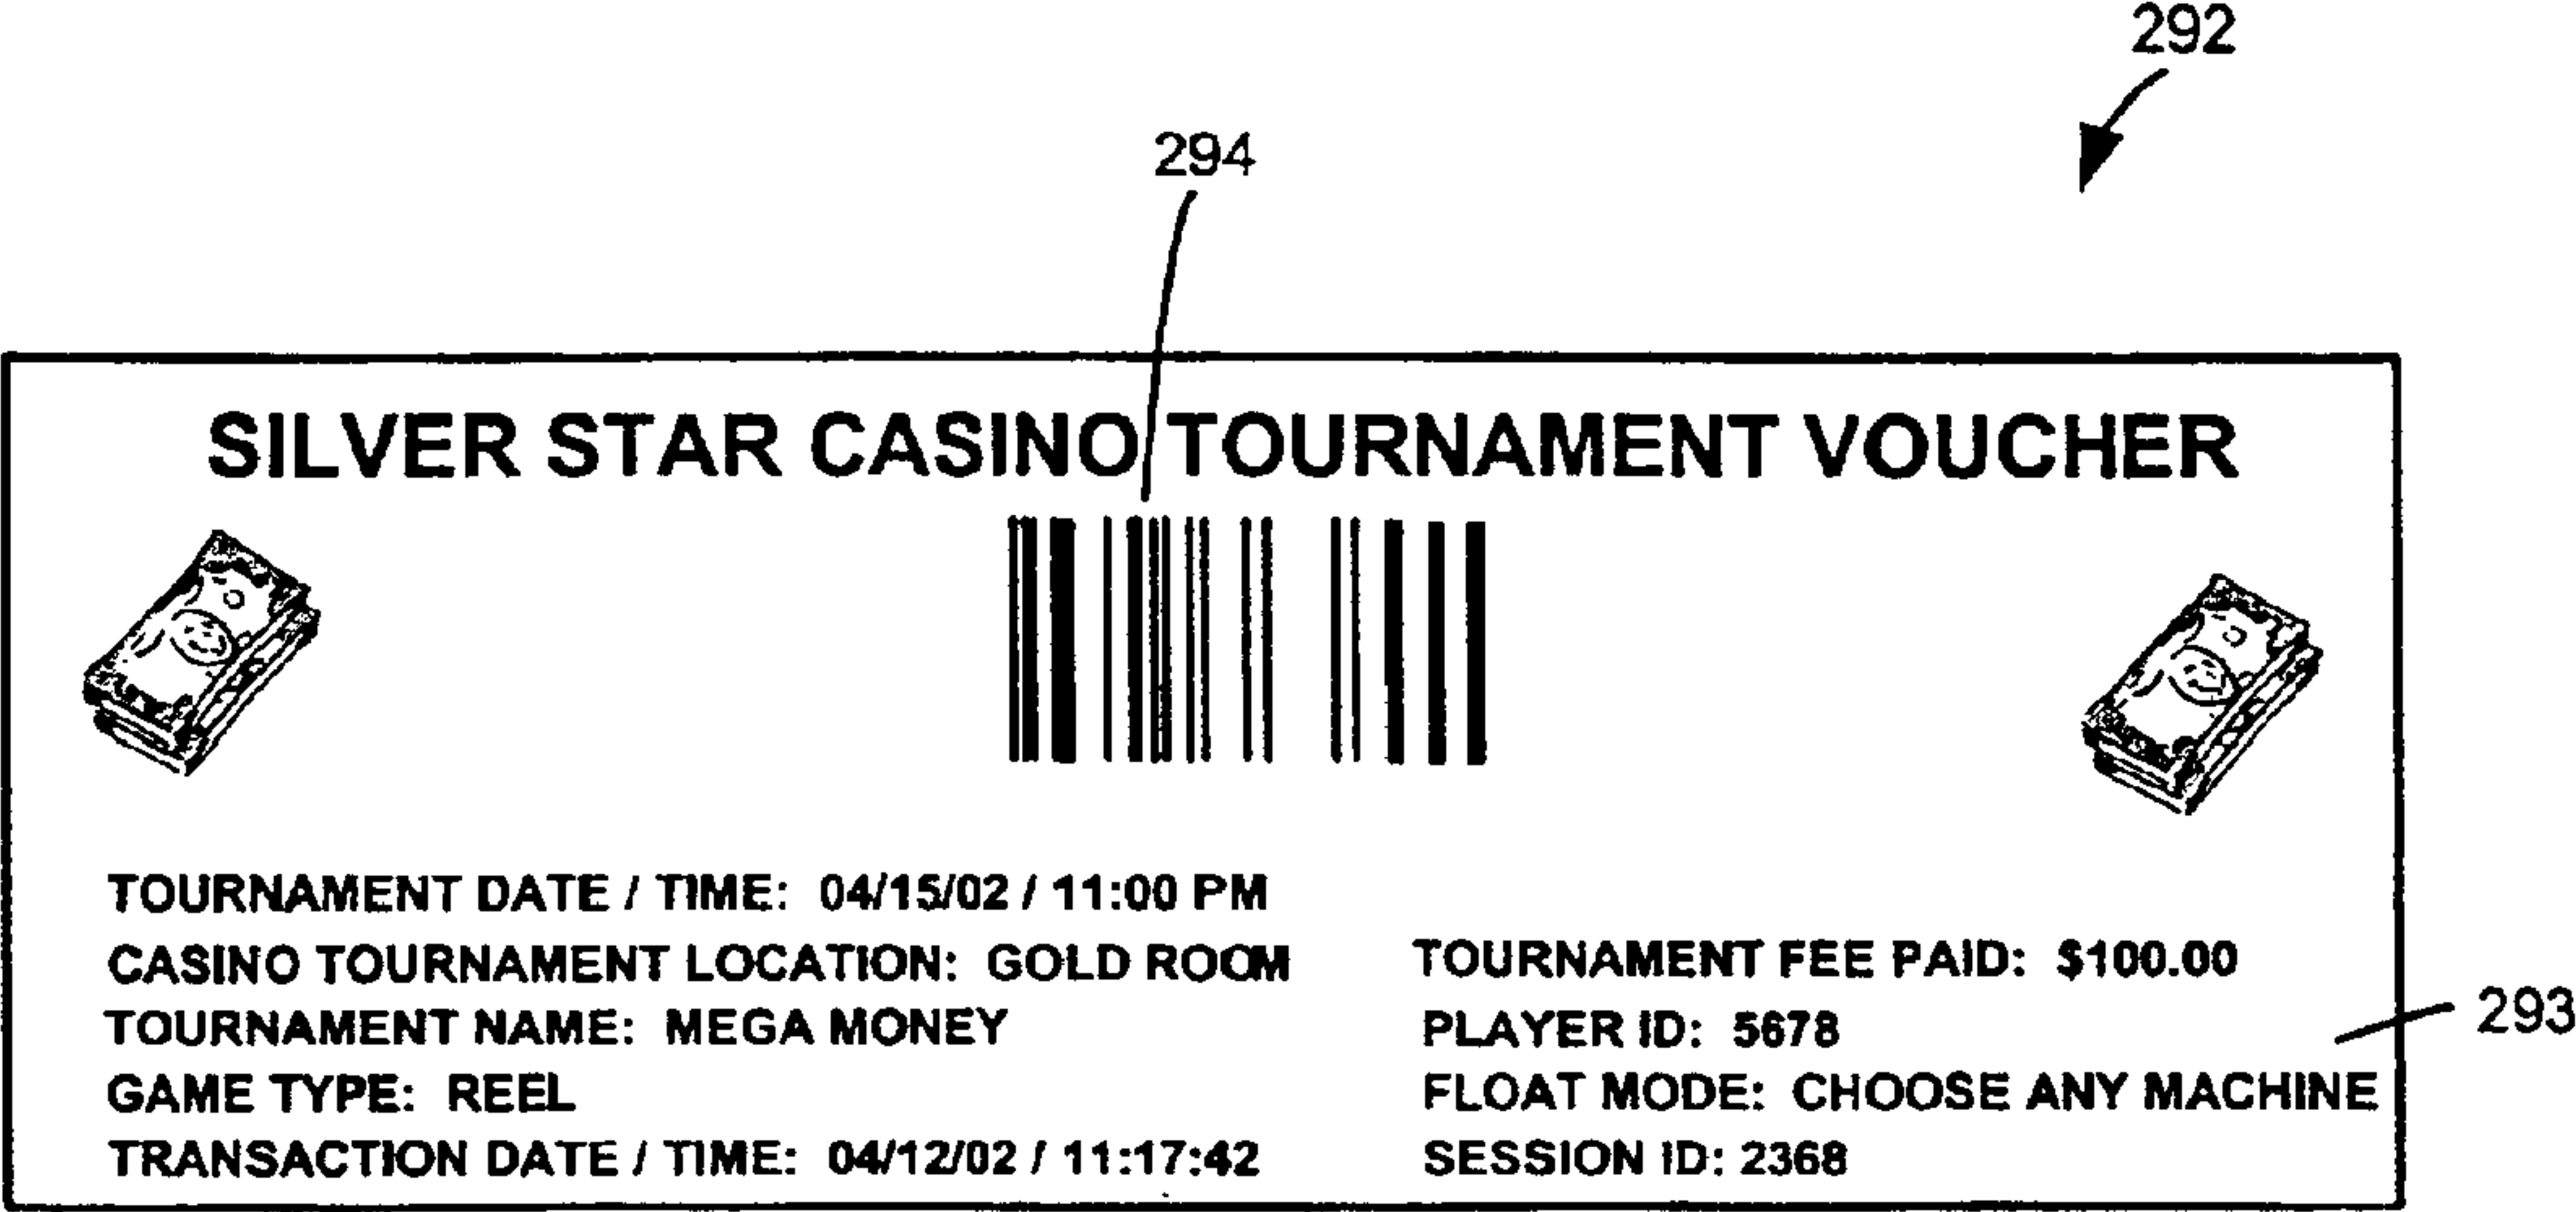 292
294
SILVER STAR CASINO TOURNAMENT VOUCHER
TOURNAMENT DATE / TIME: 04/15/02 / 11:00 PM
CASINO TOURNAMENT LOCATION: GOLD ROOM
TOURNAMENT NAME: MEGA MONEY
GAME TYPE: REEL
TRANSACTION DATE / TIME: 04/12/02 / 11:17:42
TOURNAMENT FEE PAID: $100.00
PLAYER ID: 5678
FLOAT MODE: CHOOSE ANY MACHINE
SESSION ID: 2368
293